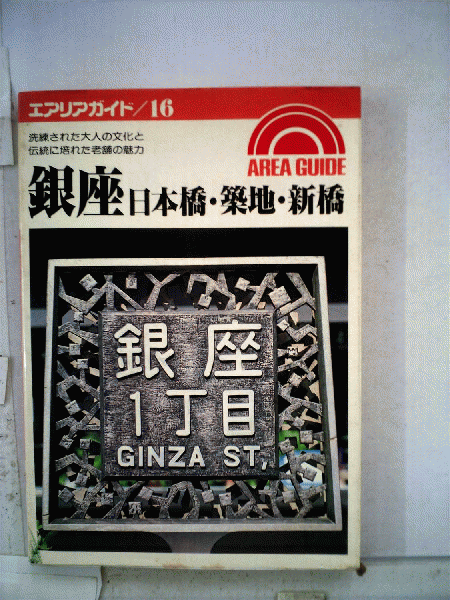 エアリアガイド/16
洗練された大人の文化と
伝統に培れた老舗の魅力
AREA GUIDE
銀座 日本橋・築地・新橋
銀座
1丁目
GINZA ST,